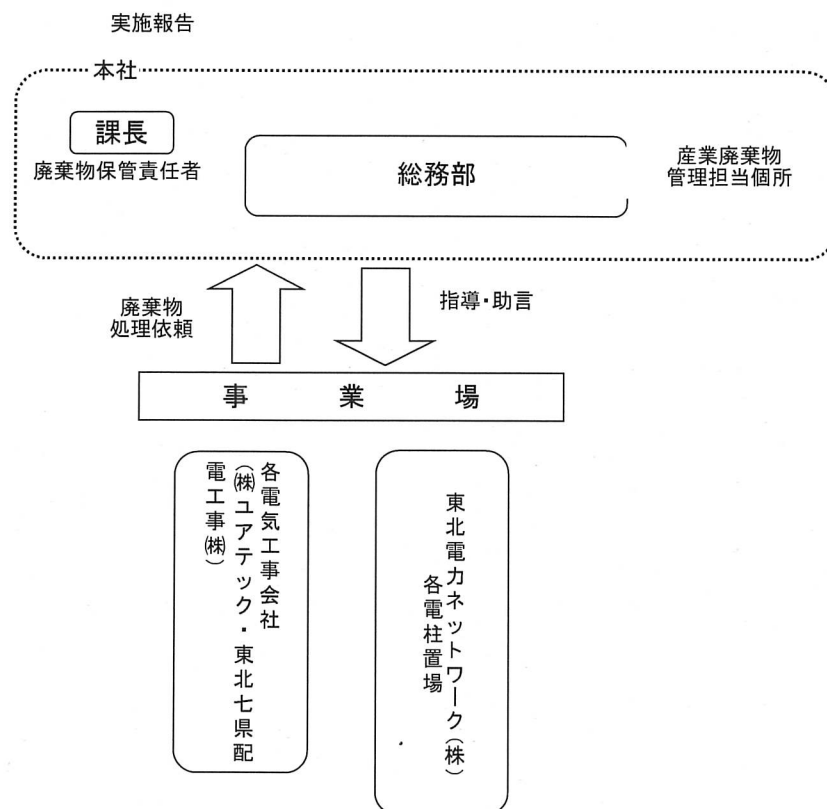 実施報告
本社
課長
廃棄物保管責任者
総務部
産業廃棄物
管理担当個所
廃棄物
処理依頼
指導・助言
事業場
各電気工事会社
(㈱ユアテック・東北七県配
電工事㈱)
東北電力ネットワーク(株)
各電柱置場